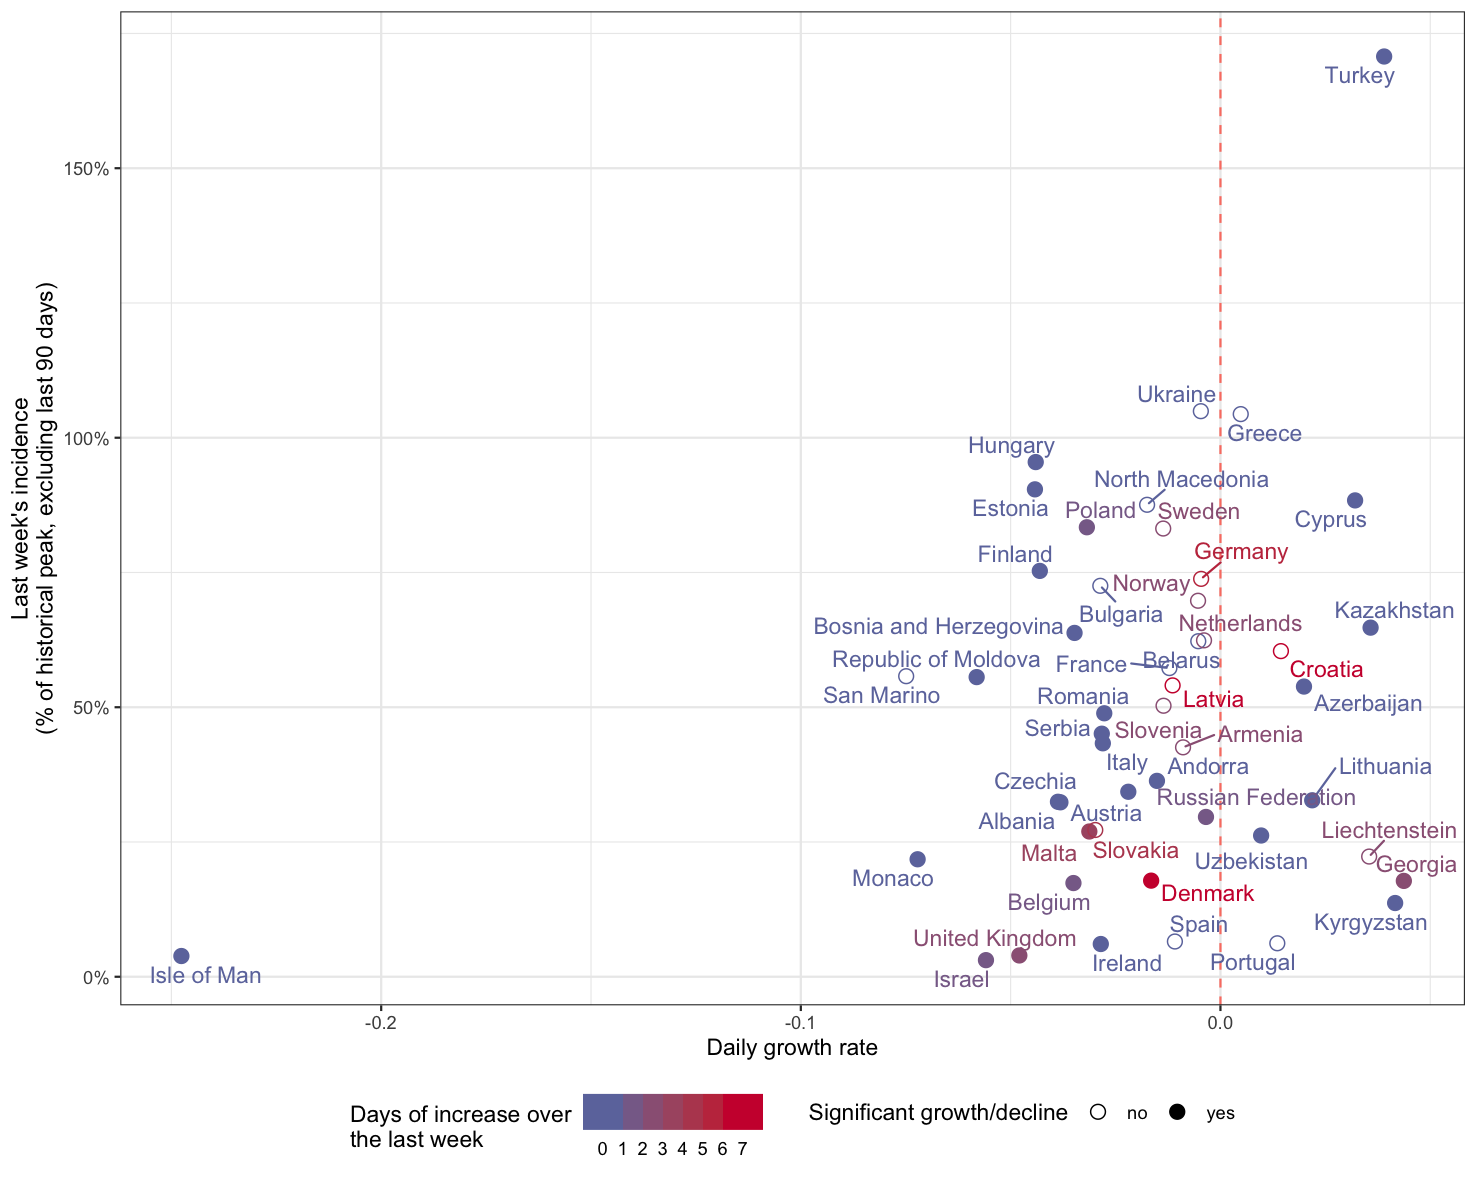 Last week's incidence
(% of historical peak, excluding last 90 days)
150%
100%
50%
0%
Turkey
Ukraine
Greece
Hungary
North Macedonia
Estonia
Poland
Sweden
Cyprus
Germany
Finland
Norway
Bulgaria
Kazakhstan
Bosnia and Herzegovina
Netherlands
Republic of Moldova
France
Belarus
Croatia
San Marino
Romania
Latvia
Azerbaijan
Serbia
Slovenia
Armenia
Italy
Andorra
Lithuania
Czechia
Russian Federation
Albania
Austria
Liechtenstein
Malta
Slovakia
Uzbekistan
Georgia
Monaco
Belgium
Denmark
Kyrgyzstan
Spain
United Kingdom
Ireland
Portugal
Isle of Man
Israel
-0.2
-0.1
0.0
Daily growth rate
Days of increase over
the last week
0 1 2 3 4 5 6 7
Significant growth/decline
no
yes